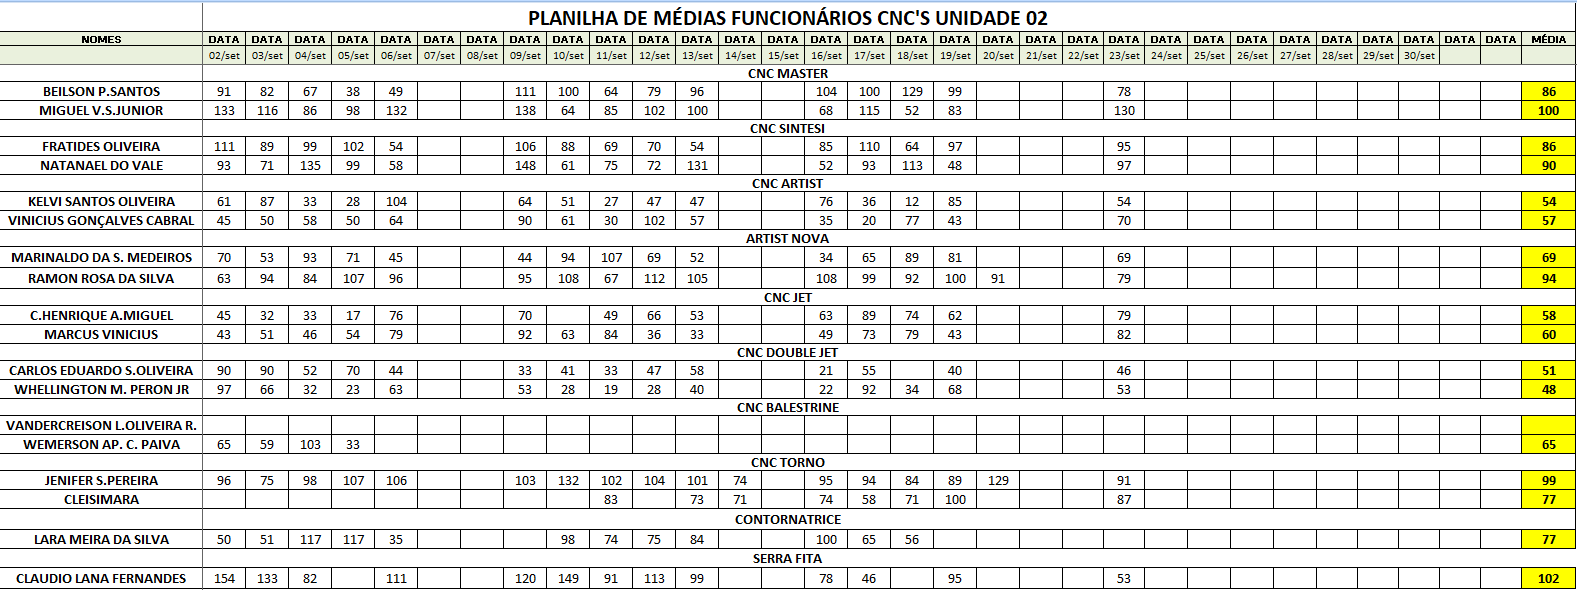 PLANILHA DE MÉDIAS FUNCIONÁRIOS CNC'S UNIDADE 02
NOMES DATA DATA DATA DATA DATA DATA DATA DATA DATA DATA DATA DATA DATA DATA DATA DATA DATA DATA DATA DATA DATA DATA DATA DATA DATA DATA DATA DATA DATA DATA DATA MÉDIA
02/set 03/set 04/set 05/set 06/set 07/set 08/set 09/set 10/set 11/set 12/set 13/set 14/set 15/set 16/set 17/set 18/set 19/set 20/set 21/set 22/set 23/set 24/set 25/set 26/set 27/set 28/set 29/set 30/set
CNC MASTER
BEILSON P.SANTOS 91 82 67 38 49 111 100 64 79 96 104 100 129 99 78 86
MIGUEL V.S.JUNIOR 133 116 86 98 132 138 64 85 102 100 68 115 52 83 130 100
CNC SINTESI
FRATIDES OLIVEIRA 111 89 99 102 54 106 88 69 70 54 85 110 64 97 95 86
NATANAEL DO VALE 93 71 135 99 58 148 61 75 72 131 52 93 113 48 97 90
CNC ARTIST
KELVI SANTOS OLIVEIRA 61 87 33 28 104 64 51 27 47 47 76 36 12 85 54 54
VINICIUS GONÇALVES CABRAL 45 50 58 50 64 90 61 30 102 57 35 20 77 43 70 57
ARTIST NOVA
MARINALDO DA S. MEDEIROS 70 53 93 71 45 44 94 107 69 52 34 65 89 81 69 69
RAMON ROSA DA SILVA 63 94 84 107 96 95 108 67 112 105 108 99 92 100 91 79 94
CNC JET
C.HENRIQUE A.MIGUEL 45 32 33 17 76 70 49 66 53 63 89 74 62 79 58
MARCUS VINICIUS 43 51 46 54 79 92 63 84 36 33 49 73 79 43 82 60
CNC DOUBLE JET
CARLOS EDUARDO S.OLIVEIRA 90 90 52 70 44 33 41 33 47 58 21 55 40 46 51
WHELLINGTON M. PERON JR 97 66 32 23 63 53 28 19 28 40 22 92 34 68 53 48
CNC BALESTRINE
VANDERCREISON L.OLIVEIRA R.
WEMERSON AP. C. PAIVA 65 59 103 33 65
CNC TORNO
JENIFER S.PEREIRA 96 75 98 107 106 103 132 102 104 101 74 95 94 84 89 129 91 99
CLEISIMARA 83 73 71 74 58 71 100 87 77
CONTORNATRICE
LARA MEIRA DA SILVA 50 51 117 117 35 98 74 75 84 100 65 56 77
SERRA FITA
CLAUDIO LANA FERNANDES 154 133 82 111 120 149 91 113 99 78 46 95 53 102